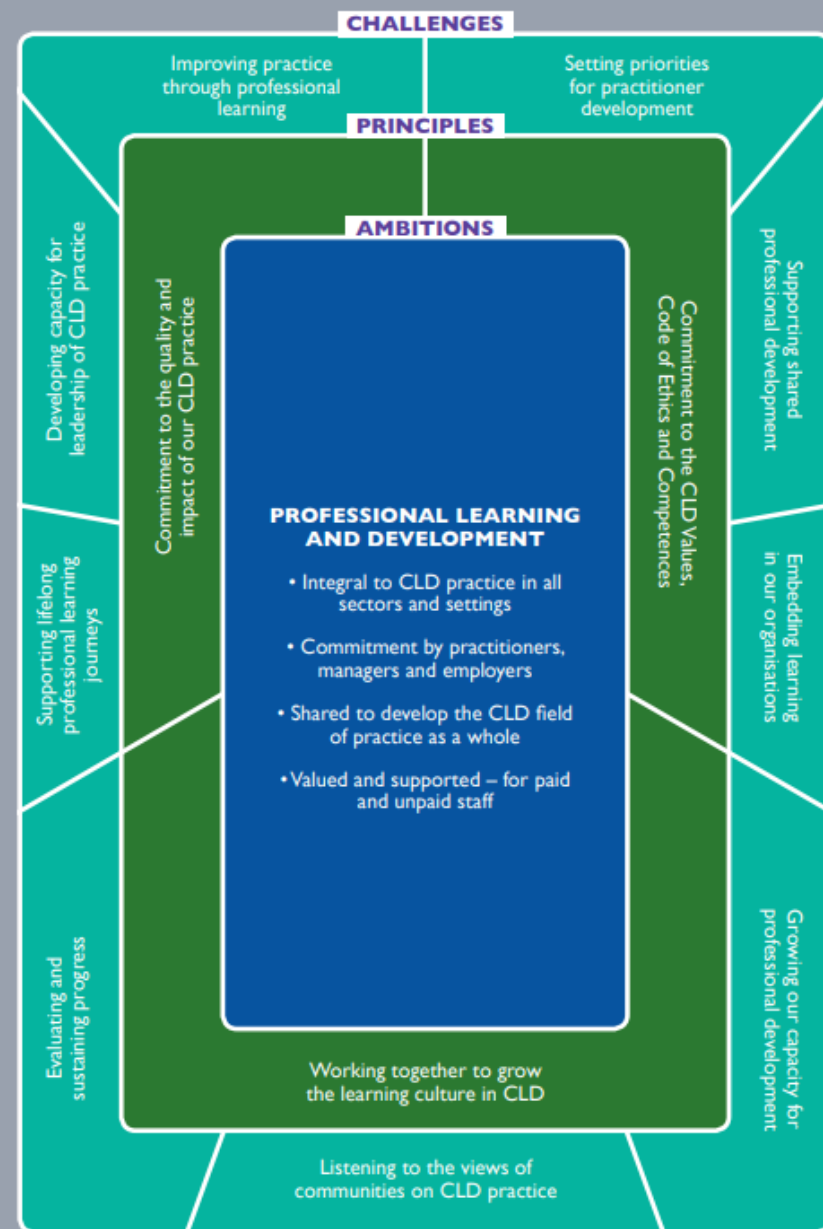 CHALLENGES
Improving practice
through professional
learning
Setting priorities
for practitioner
development
PRINCIPLES
AMBITIONS
Developing capacity for
leadership of CLD practice
Commitment to the quality and
impact of our CLD practice
Commitment to the CLD Values,
Code of Ethics and Competences
Supporting shared
professional development
PROFESSIONAL LEARNING
AND DEVELOPMENT
• Integral to CLD practice in all
sectors and settings
• Commitment by practitioners,
managers and employers
• Shared to develop the CLD field
of practice as a whole
• Valued and supported – for paid
and unpaid staff
Supporting lifelong
professional learning
journeys
Embedding learning
in our organisations
Evaluating and
sustaining progress
Growing our capacity for
professional development
Working together to grow
the learning culture in CLD
Listening to the views of
communities on CLD practice